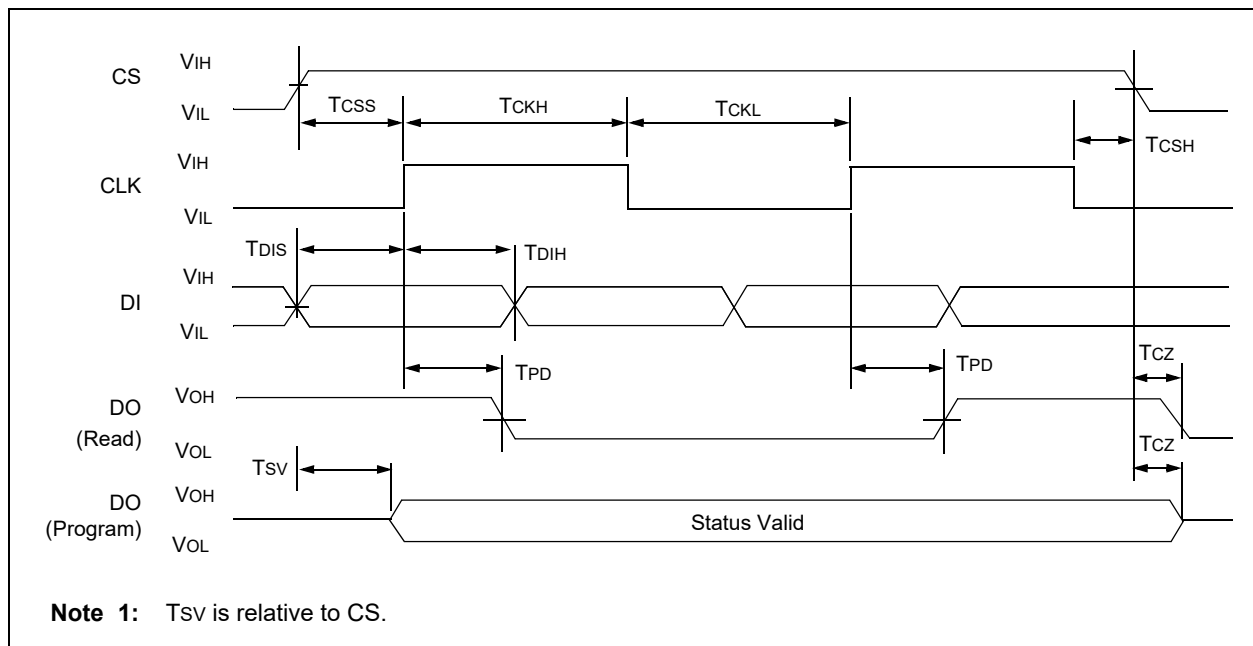 CS
VIH
VIL
TCSS
TCKH
TCKL
TCSH
CLK
VIH
VIL
TDIS
TDIH
DI
VIH
VIL
TPD
TPD
TCZ
DO
(Read)
VOH
VOL
TSV
TCZ
DO
(Program)
VOH
VOL
Status Valid
Note 1: TSV is relative to CS.